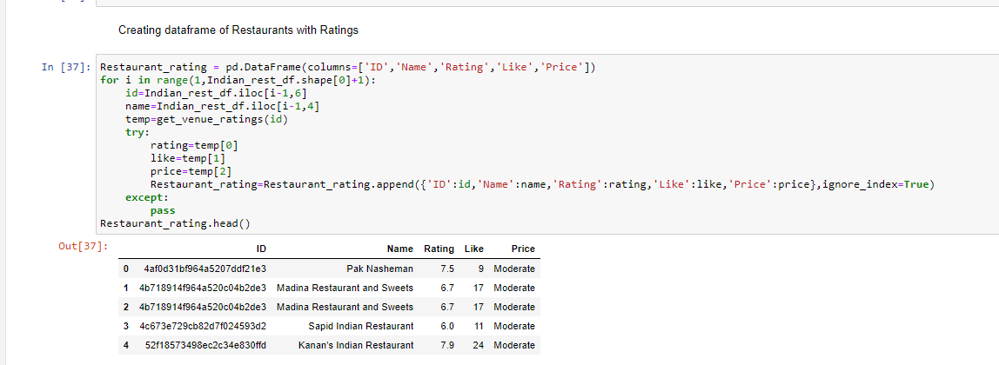 Creating dataframe of Restaurants with Ratings
In [37]: Restaurant_rating = pd.DataFrame(columns=['ID','Name','Rating','Like','Price'])
for i in range(1,Indian_rest_df.shape[0]+1):
    id=Indian_rest_df.iloc[i-1,6]
    name=Indian_rest_df.iloc[i-1,4]
    temp=get_venue_ratings(id)
    try:
        rating=temp[0]
        like=temp[1]
        price=temp[2]
        Restaurant_rating=Restaurant_rating.append({'ID':id,'Name':name,'Rating':rating,'Like':like,'Price':price},ignore_index=True)
    except:
        pass
Restaurant_rating.head()
Out[37]:
ID Name Rating Like Price
0 4af0d31bf964a5207ddf21e3 Pak Nasheman 7.5 9 Moderate
1 4b718914f964a520c04b2de3 Madina Restaurant and Sweets 6.7 17 Moderate
2 4b718914f964a520c04b2de3 Madina Restaurant and Sweets 6.7 17 Moderate
3 4c673e729cb82d7f024593d2 Sapid Indian Restaurant 6.0 11 Moderate
4 52f18573498ec2c34e830ffd Kanan's Indian Restaurant 7.9 24 Moderate